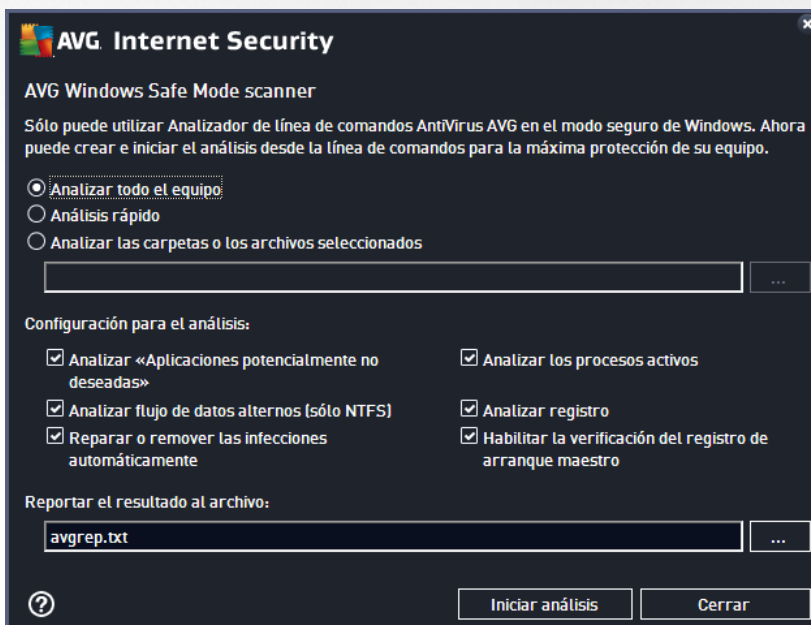 AVG. Internet Security
AVG Windows Safe Mode scanner
Sólo puede utilizar Analizador de línea de comandos AntiVirus AVG en el modo seguro de Windows. Ahora
puede crear e iniciar el análisis desde la línea de comandos para la máxima protección de su equipo.
Analizar todo el equipo
Análisis rápido
Analizar las carpetas o los archivos seleccionados
...
Configuración para el análisis:
Analizar «Aplicaciones potencialmente no
deseadas»
Analizar los procesos activos
Analizar flujo de datos alternos (sólo NTFS)
Analizar registro
Reparar o remover las infecciones
automáticamente
Habilitar la verificación del registro de
arranque maestro
Reportar el resultado al archivo:
avgrep.txt
...
Iniciar análisis
Cerrar